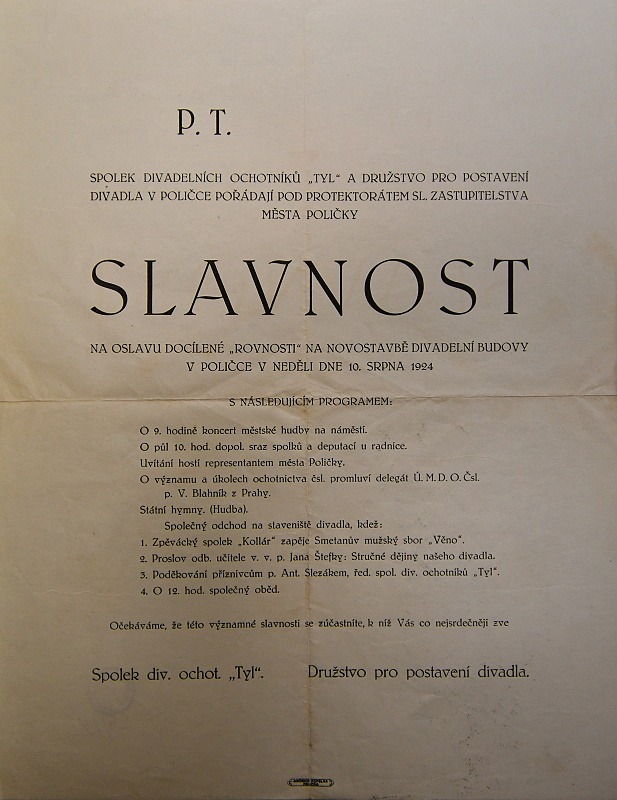 P. T.
SPOLEK DIVADELNÍCH OCHOTNÍKŮ „TYL“ A DRUŽSTVO PRO POSTAVENÍ
DIVADLA V POLIČCE POŘÁDAJÍ POD PROTEKTORÁTEM SL. ZASTUPITELSTVA
MĚSTA POLIČKY
SLAVNOST
NA OSLAVU DOCÍLENÉ „ROVNOSTI“ NA NOVOSTAVBĚ DIVADELNÍ BUDOVY
V POLIČCE V NEDĚLI DNE 10. SRPNA 1924
S NÁSLEDUJÍCÍM PROGRAMEM:
O 9. hodině koncert městské hudby na náměstí.
O půl 10. hod. dopol. sraz spolků a deputací u radnice.
Uvítání hostí representantem města Poličky.
O významu a úkolech ochotnictva čsl. promluví delegát Ú. M. D. O. Čsl.
p. V. Blahník z Prahy.
Státní hymny. (Hudba).
Společný odchod na staveniště divadla, kdež:
1. Zpěvácký spolek „Kollár“ zapěje Smetanův mužský sbor „Věno“.
2. Proslov odb. učitele v. v. p. Jana Štefky: Stručné dějiny našeho divadla.
3. Poděkování příznivcům p. Ant. Slezákem, řed. spol. div. ochotníků „Tyl“.
4. O 12. hod. společný oběd.
Očekáváme, že této významné slavnosti se zúčastníte, k níž Vás co nejsrdečněji zve
Spolek div. ochot. „Tyl“. Družstvo pro postavení divadla.